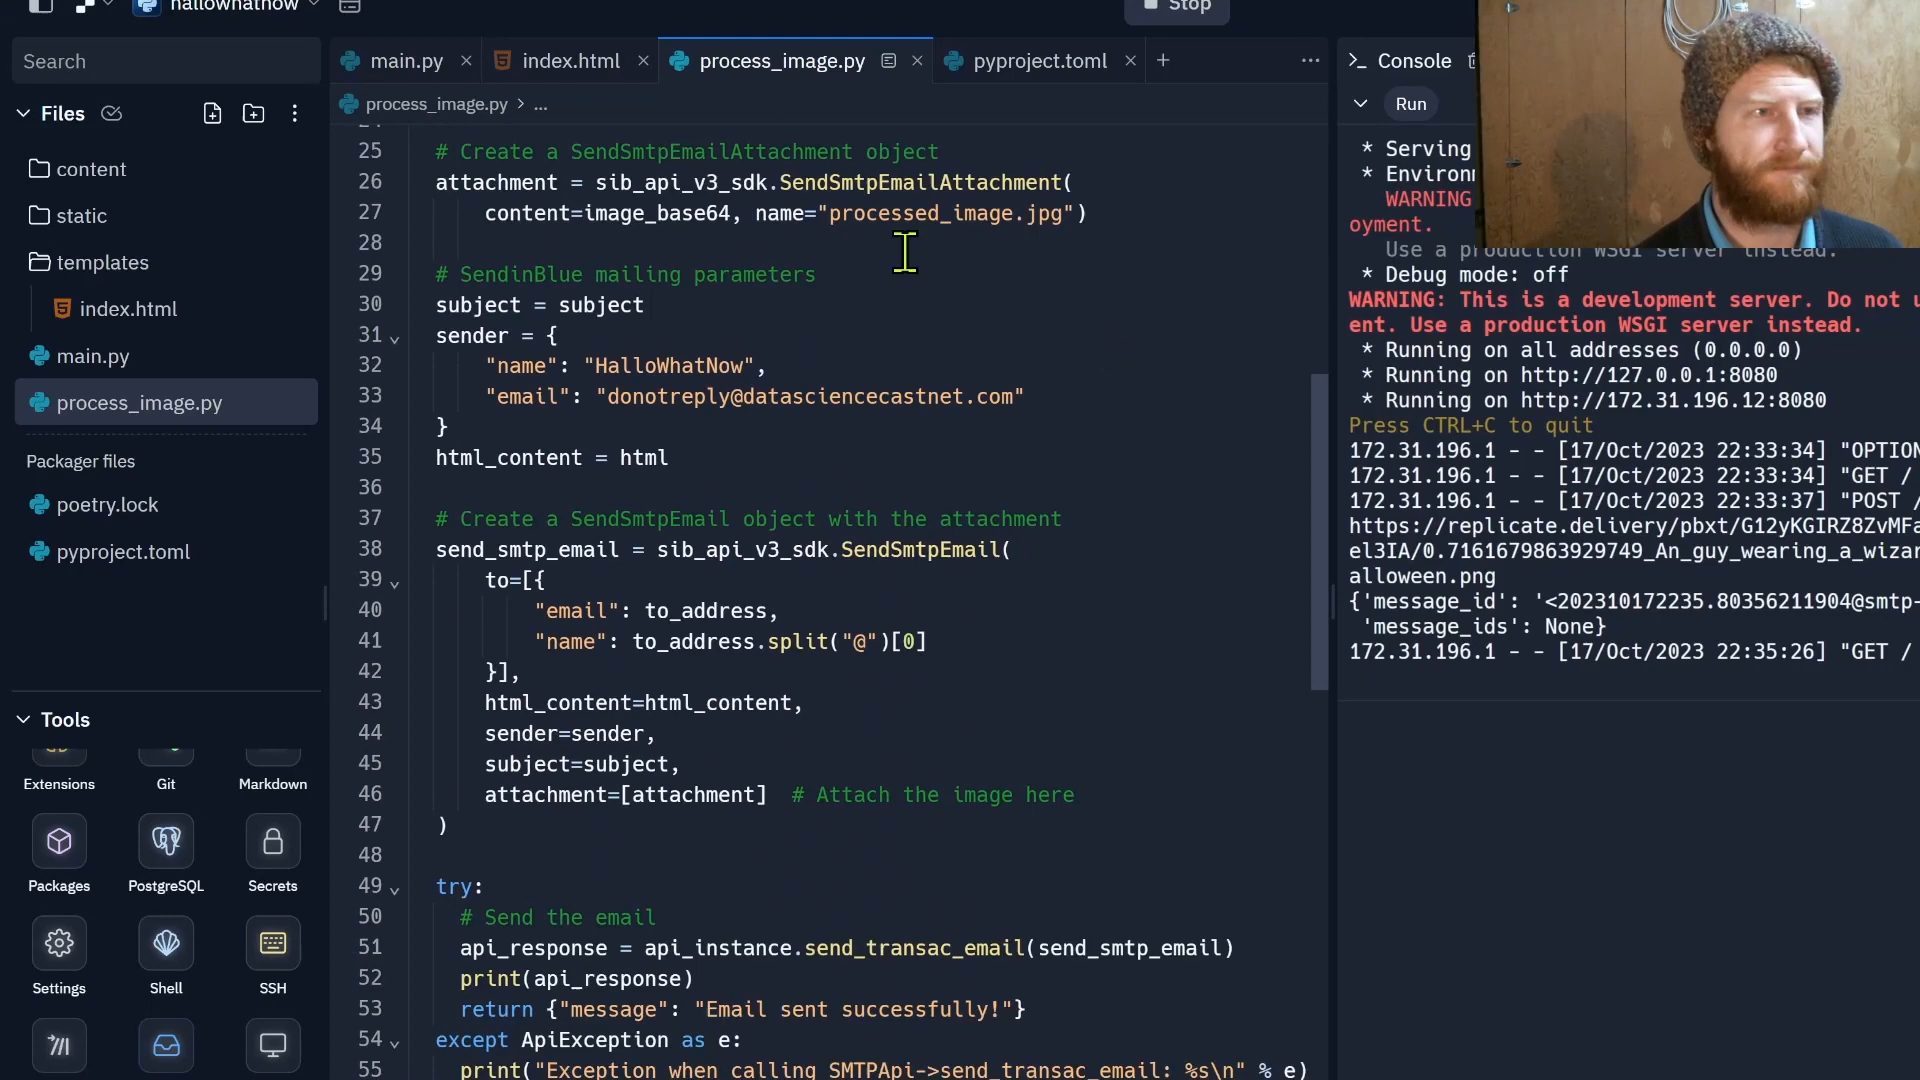 hallowhatnow
Stop
Search
main.py
index.html
process_image.py
pyproject.toml
Console
process_image.py > ...
Run
Files
content
static
templates
index.html
main.py
process_image.py
Packager files
poetry.lock
pyproject.toml
Tools
Extensions
Git
Markdown
Packages
PostgreSQL
Secrets
Settings
Shell
SSH
25 # Create a SendSmtpEmailAttachment object
26 attachment = sib_api_v3_sdk.SendSmtpEmailAttachment(
27 content=image_base64, name="processed_image.jpg")
28
29 # SendinBlue mailing parameters
30 subject = subject
31 sender = {
32 "name": "HalloWhatNow",
33 "email": "donotreply@datasciencecastnet.com"
34 }
35 html_content = html
36
37 # Create a SendSmtpEmail object with the attachment
38 send_smtp_email = sib_api_v3_sdk.SendSmtpEmail(
39 to=[{
40 "email": to_address,
41 "name": to_address.split("@")[0]
42 }],
43 html_content=html_content,
44 sender=sender,
45 subject=subject,
46 attachment=[attachment]  # Attach the image here
47 )
48
49 try:
50 # Send the email
51 api_response = api_instance.send_transac_email(send_smtp_email)
52 print(api_response)
53 return {"message": "Email sent successfully!"}
54 except ApiException as e:
55 print("Exception when calling SMTPApi->send_transac_email: %s\n" % e)
* Serving
* Environm
WARNING
oyment.
Use a production WSGI server instead.
* Debug mode: off
WARNING: This is a development server. Do not u
ent. Use a production WSGI server instead.
* Running on all addresses (0.0.0.0)
* Running on http://127.0.0.1:8080
* Running on http://172.31.196.12:8080
Press CTRL+C to quit
172.31.196.1 - - [17/Oct/2023 22:33:34] "OPTION
172.31.196.1 - - [17/Oct/2023 22:33:34] "GET /
172.31.196.1 - - [17/Oct/2023 22:33:37] "POST /
https://replicate.delivery/pbxt/G12yKGIRZ8ZvMFa
el3IA/0.7161679863929749_An_guy_wearing_a_wizar
alloween.png
{'message_id': '<202310172235.80356211904@smtp-
'message_ids': None}
172.31.196.1 - - [17/Oct/2023 22:35:26] "GET /